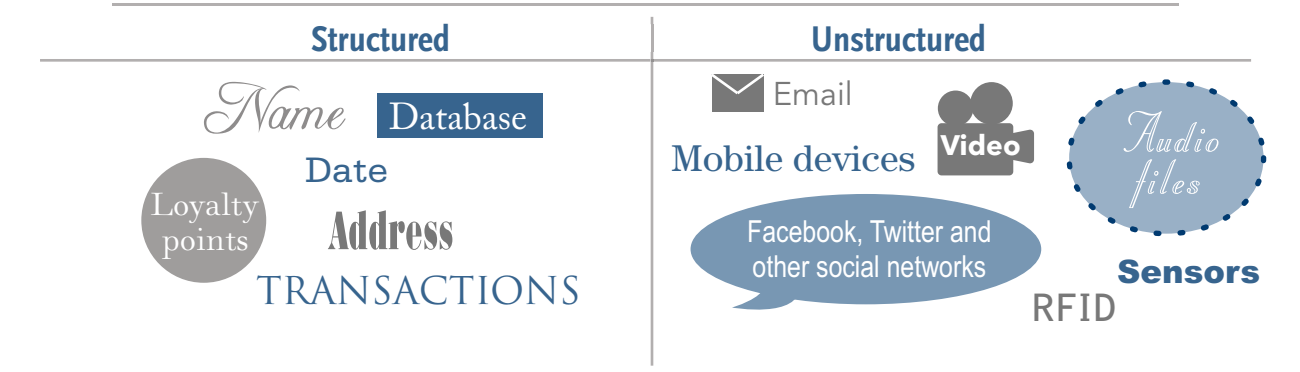 Structured
Unstructured
Name
Database
Date
Loyalty
points
Address
TRANSACTIONS
Email
Video
Audio
files
Mobile devices
Facebook, Twitter and
other social networks
Sensors
RFID